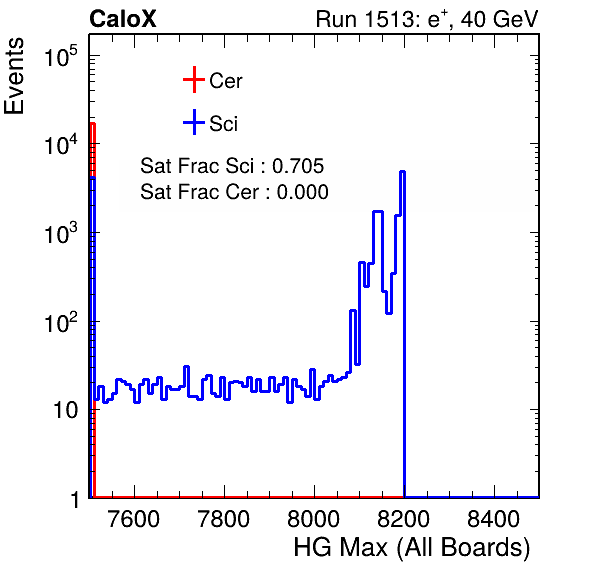 CaloX Run 1513: e⁺, 40 GeV
Events
Cer
Sci
Sat Frac Sci : 0.705
Sat Frac Cer : 0.000
10⁵
10⁴
10³
10²
10
1
7600 7800 8000 8200 8400
HG Max (All Boards)